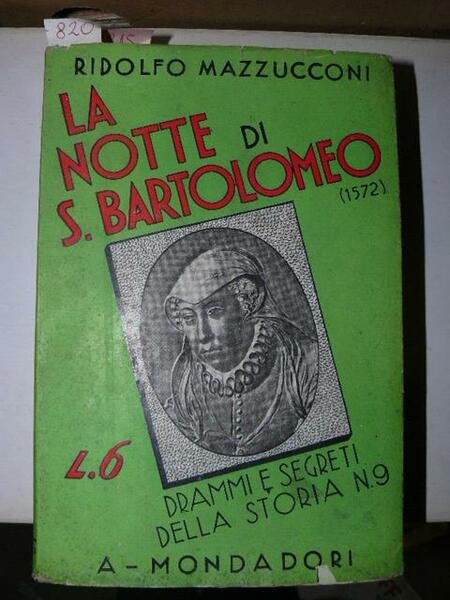 820
RIDOLFO MAZZUCCONI
LA
NOTTE DI
S. BARTOLOMEO
(1572)
L.6
DRAMMI E SEGRETI
DELLA STORIA N.9
A-MONDADORI